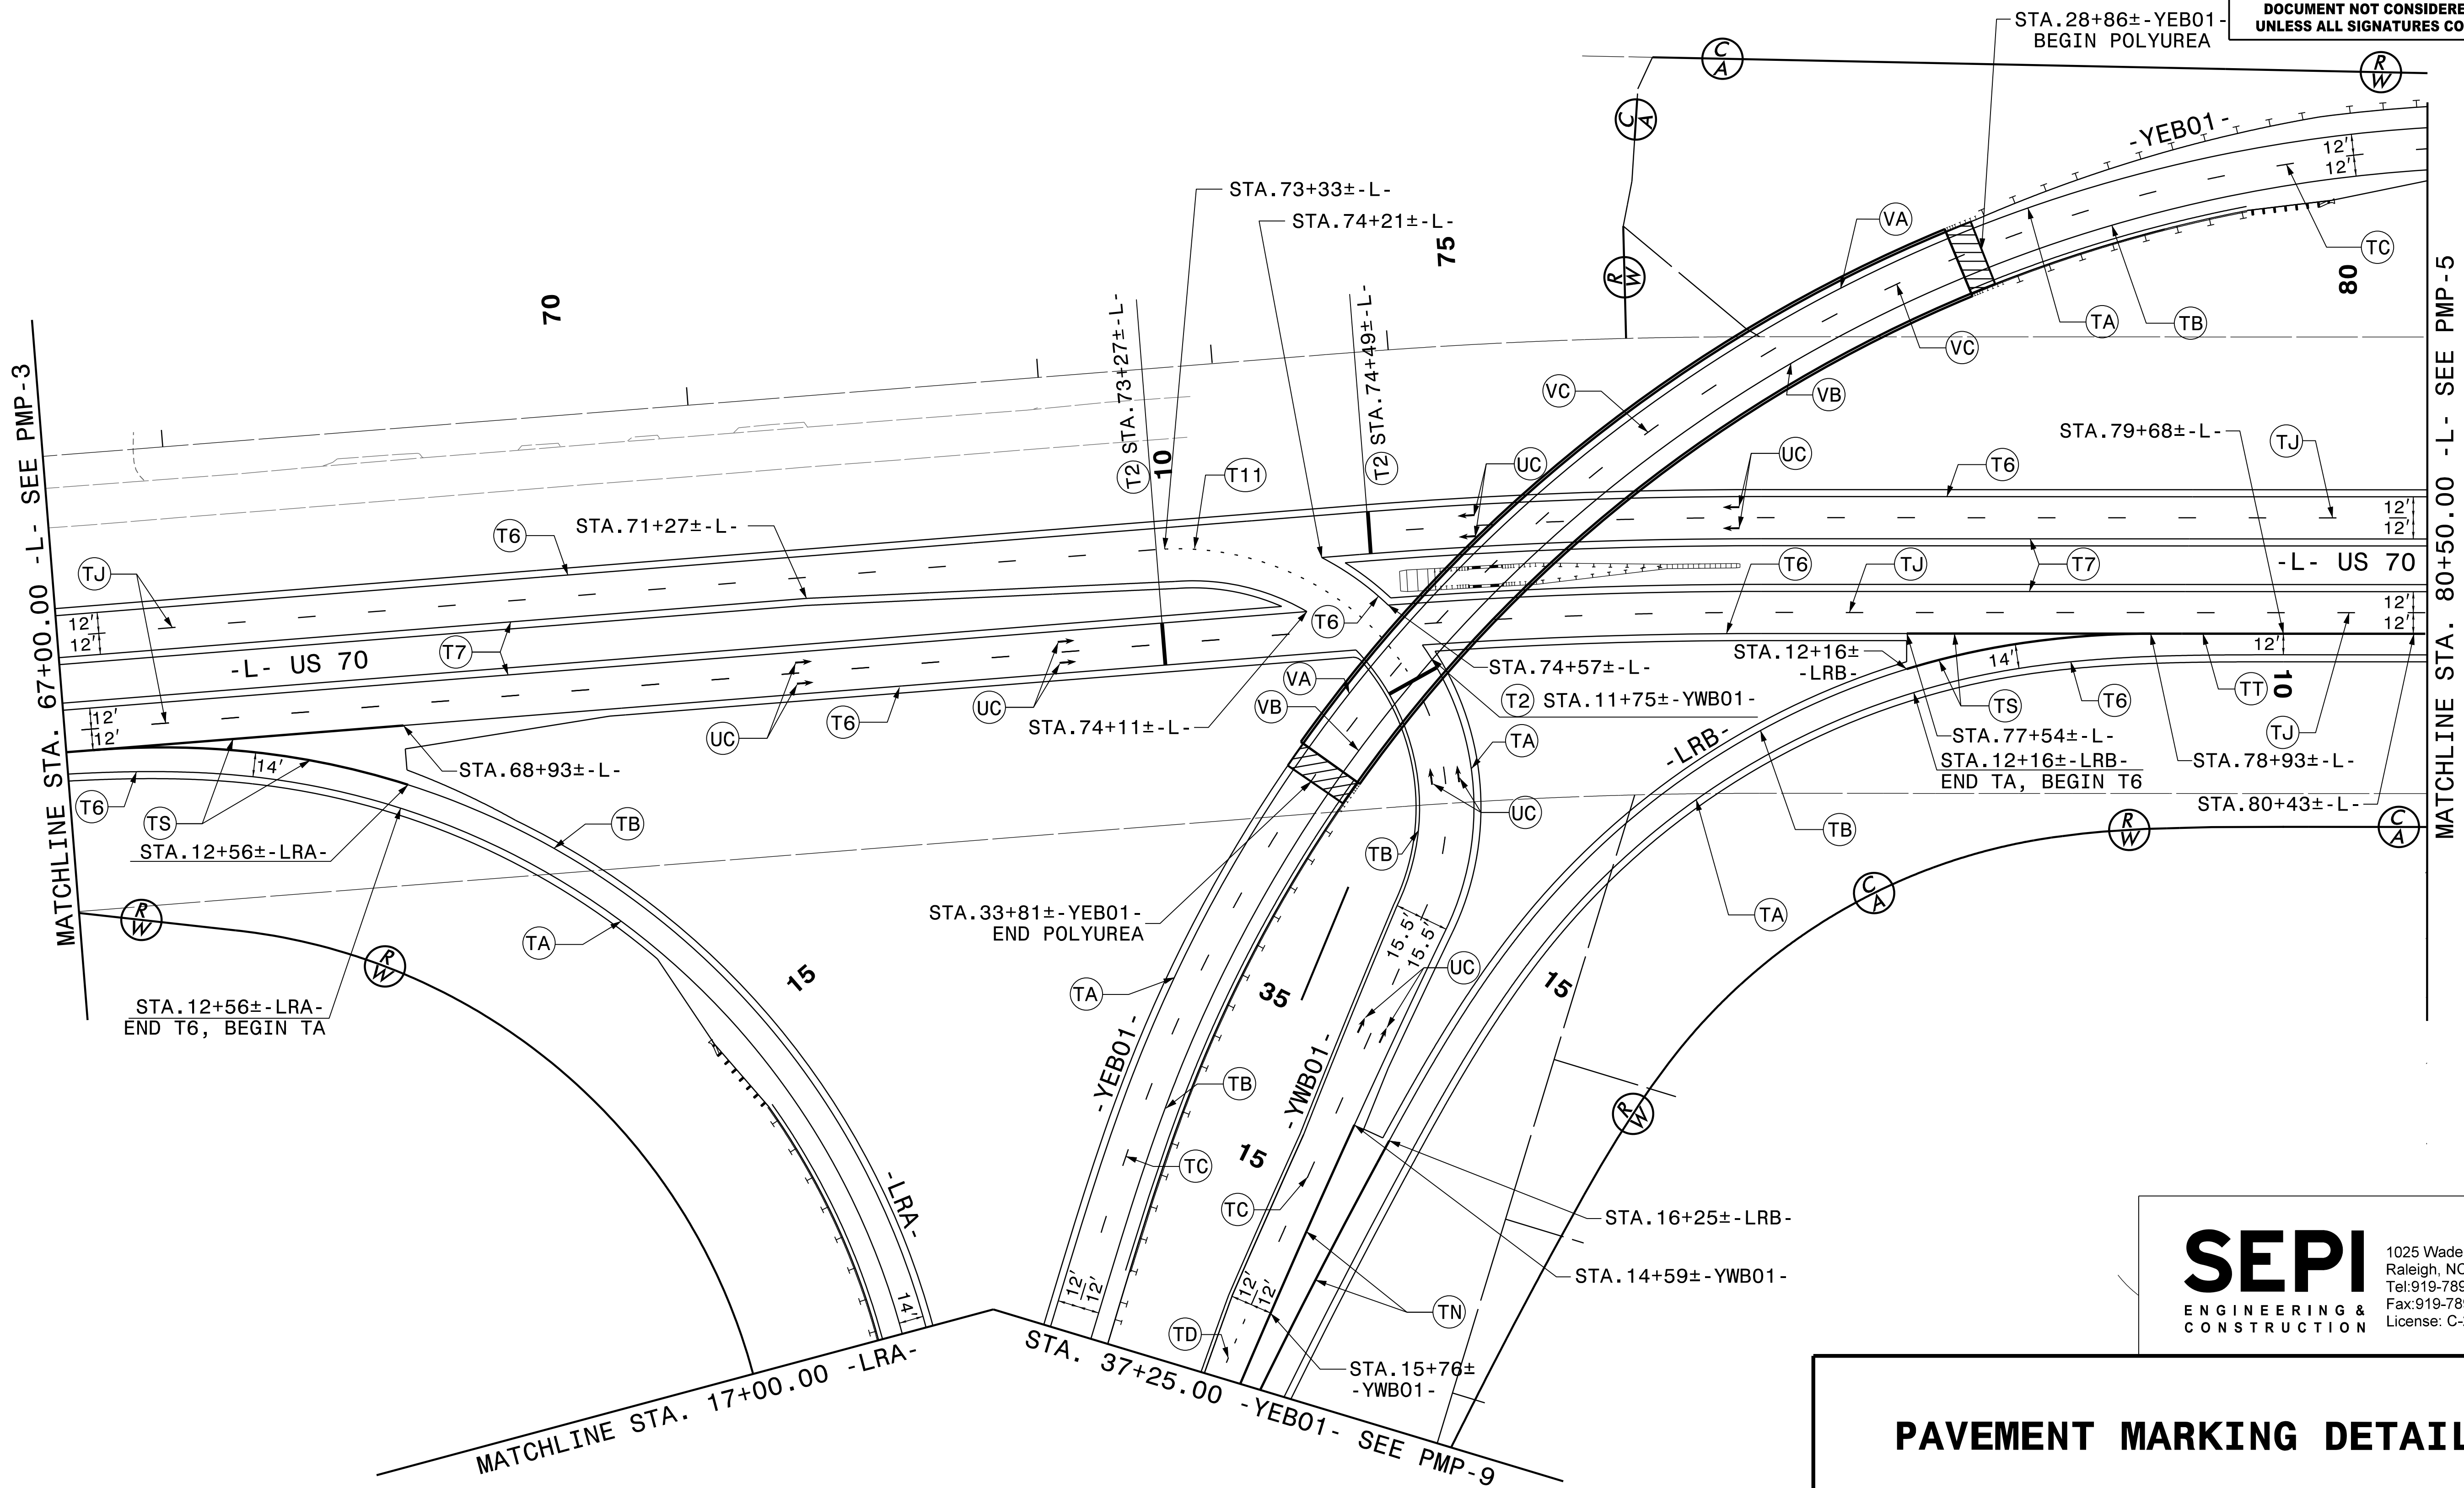 DOCUMENT NOT CONSIDERE
UNLESS ALL SIGNATURES CO
STA.28+86±-YEB01-
BEGIN POLYUREA
C
A
R
W
C
A
-YEB01-
12'
12'
STA.73+33±-L-
STA.74+21±-L-
75
VA
R
W
TC
80
70
T2 STA.73+27±-L-
T2 STA.74+49±-L-
TA
TB
VC
VC
VB
MATCHLINE STA. 67+00.00 -L- SEE PMP-3
MATCHLINE STA. 80+50.00 -L- SEE PMP-5
10
T11
UC
UC
STA.79+68±-L-
TJ
T6
T6
STA.71+27±-L-
12'
12'
TJ
T6
TJ
T7
-L- US 70
12'
12'
12'
12'
-L- US 70
T7
T6
STA.74+57±-L-
STA.12+16±
-LRB-
14'
12'
VA
VB
T2 STA.11+75±-YWB01-
TS
T6
TT
10
12'
12'
UC
T6
UC
STA.74+11±-L-
TA
-LRB-
STA.77+54±-L-
TJ
STA.12+16±-LRB-
END TA, BEGIN T6
STA.78+93±-L-
14'
STA.68+93±-L-
STA.80+43±-L-
T6
TS
TB
UC
TB
TB
R
W
C
A
STA.12+56±-LRA-
C
A
R
W
TA
R
W
TA
STA.33+81±-YEB01-
END POLYUREA
15.5'
15.5'
UC
15
TA
35
15
STA.12+56±-LRA-
END T6, BEGIN TA
-YEB01-
-YWB01-
TB
R
W
15
TC
-LRA-
TC
STA.16+25±-LRB-
STA.14+59±-YWB01-
14'
12'
12'
12'
12'
TN
TD
STA.15+76±
-YWB01-
MATCHLINE STA. 17+00.00 -LRA-
STA. 37+25.00 -YEB01- SEE PMP-9
SEPI
ENGINEERING &
CONSTRUCTION
1025 Wade
Raleigh, NC
Tel:919-789
Fax:919-789
License: C-
PAVEMENT MARKING DETAIL